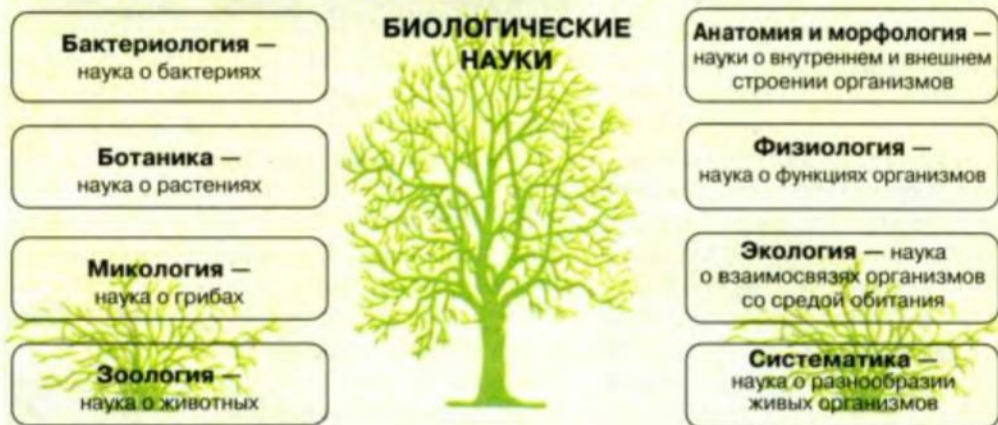 БИОЛОГИЧЕСКИЕ
НАУКИ
Бактериология —
наука о бактериях
Ботаника —
наука о растениях
Микология —
наука о грибах
Зоология —
наука о животных
Анатомия и морфология —
науки о внутреннем и внешнем
строении организмов
Физиология —
наука о функциях организмов
Экология — наука
о взаимосвязях организмов
со средой обитания
Систематика —
наука о разнообразии
живых организмов